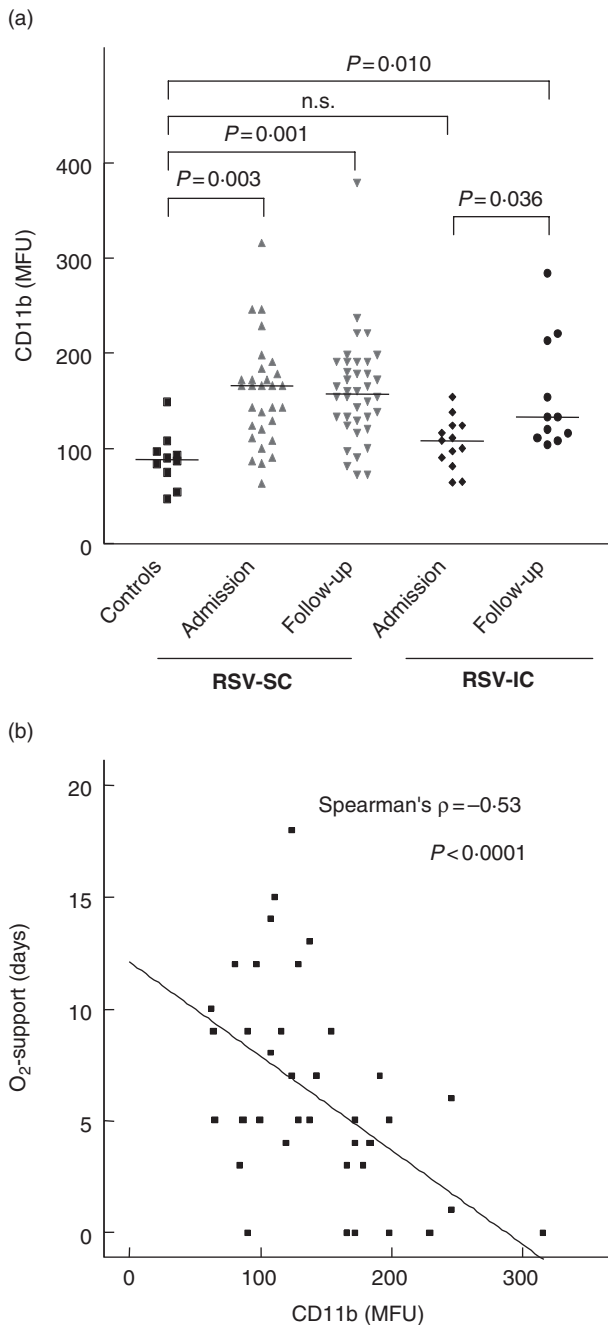 (a)
P=0·010
n.s.
P=0·001
P=0·003
P=0·036
CD11b (MFU)
400
300
200
100
0
Controls
Admission
Follow-up
Admission
Follow-up
RSV-SC
RSV-IC
(b)
Spearman's ρ=−0·53
P<0·0001
O₂-support (days)
20
15
10
5
0
0 100 200 300
CD11b (MFU)